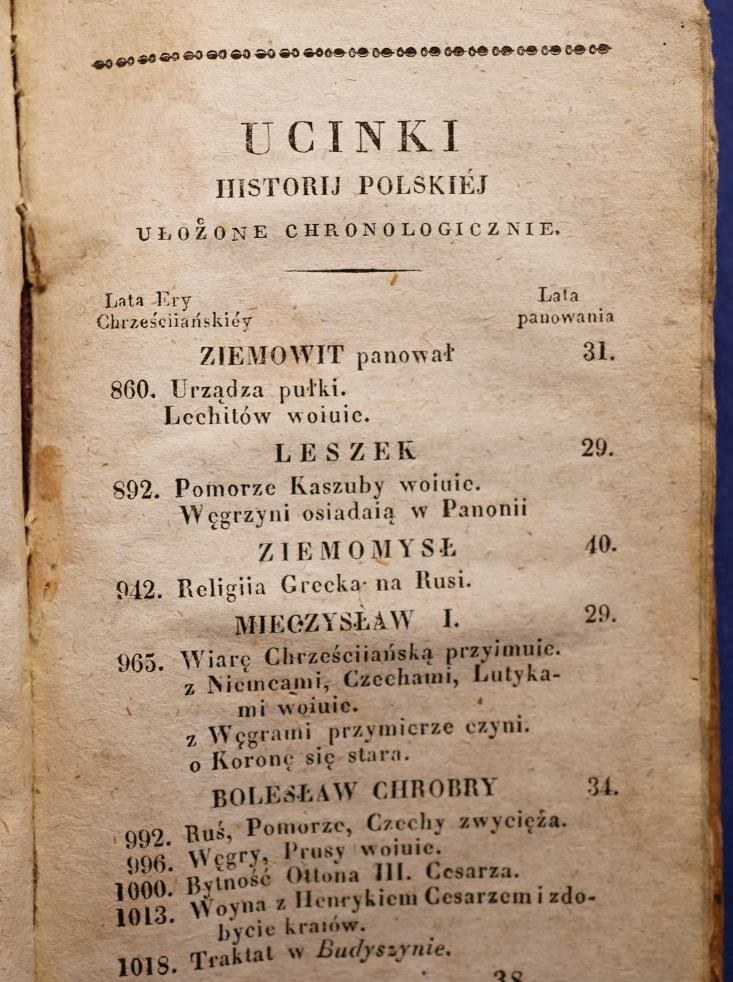 UCINKI
HISTORIJ POLSKIÉJ
UŁOŻONE CHRONOLOGICZNIE.
Lata Ery Lata
Chrześciiańskiéy panowania
ZIEMOWIT panował 31.
860. Urządza pułki.
Lechitów woiuie.
LESZEK 29.
892. Pomorze Kaszuby woiuie.
Węgrzyni osiadaią w Panonii
ZIEMOMYSŁ 40.
942. Religiia Grecka na Rusi.
MIECZYSŁAW I. 29.
965. Wiarę Chrześciiańską przyimuie.
z Niemcami, Czechami, Lutyka-
mi woiuie.
z Węgrami przymierze czyni.
o Koronę się stara.
BOLESŁAW CHROBRY 34.
992. Ruś, Pomorze, Czechy zwycięża.
996. Węgry, Prusy woiuie.
1000. Bytność Ottona III. Cesarza.
1013. Woyna z Henrykiem Cesarzem i zdo-
bycie kraiów.
1018. Traktat w Budyszynie.
38